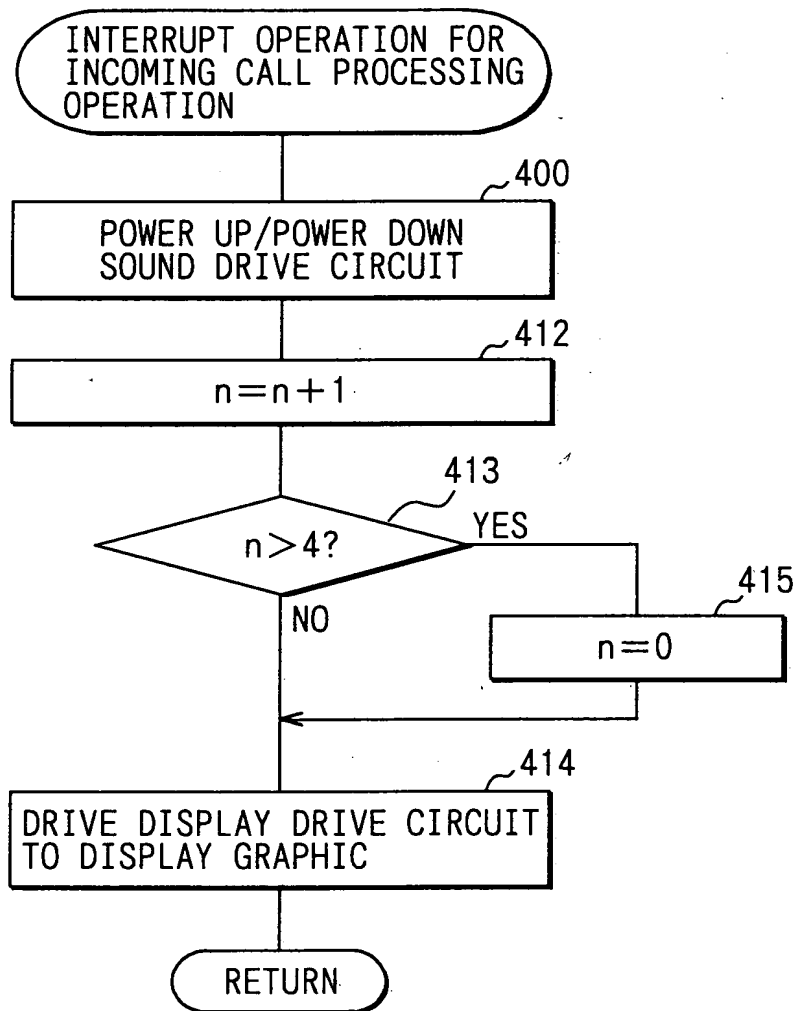 INTERRUPT OPERATION FOR
INCOMING CALL PROCESSING
OPERATION
400
POWER UP/POWER DOWN
SOUND DRIVE CIRCUIT
412
n=n+1
413
n>4?
YES
NO
415
n=0
414
DRIVE DISPLAY DRIVE CIRCUIT
TO DISPLAY GRAPHIC
RETURN